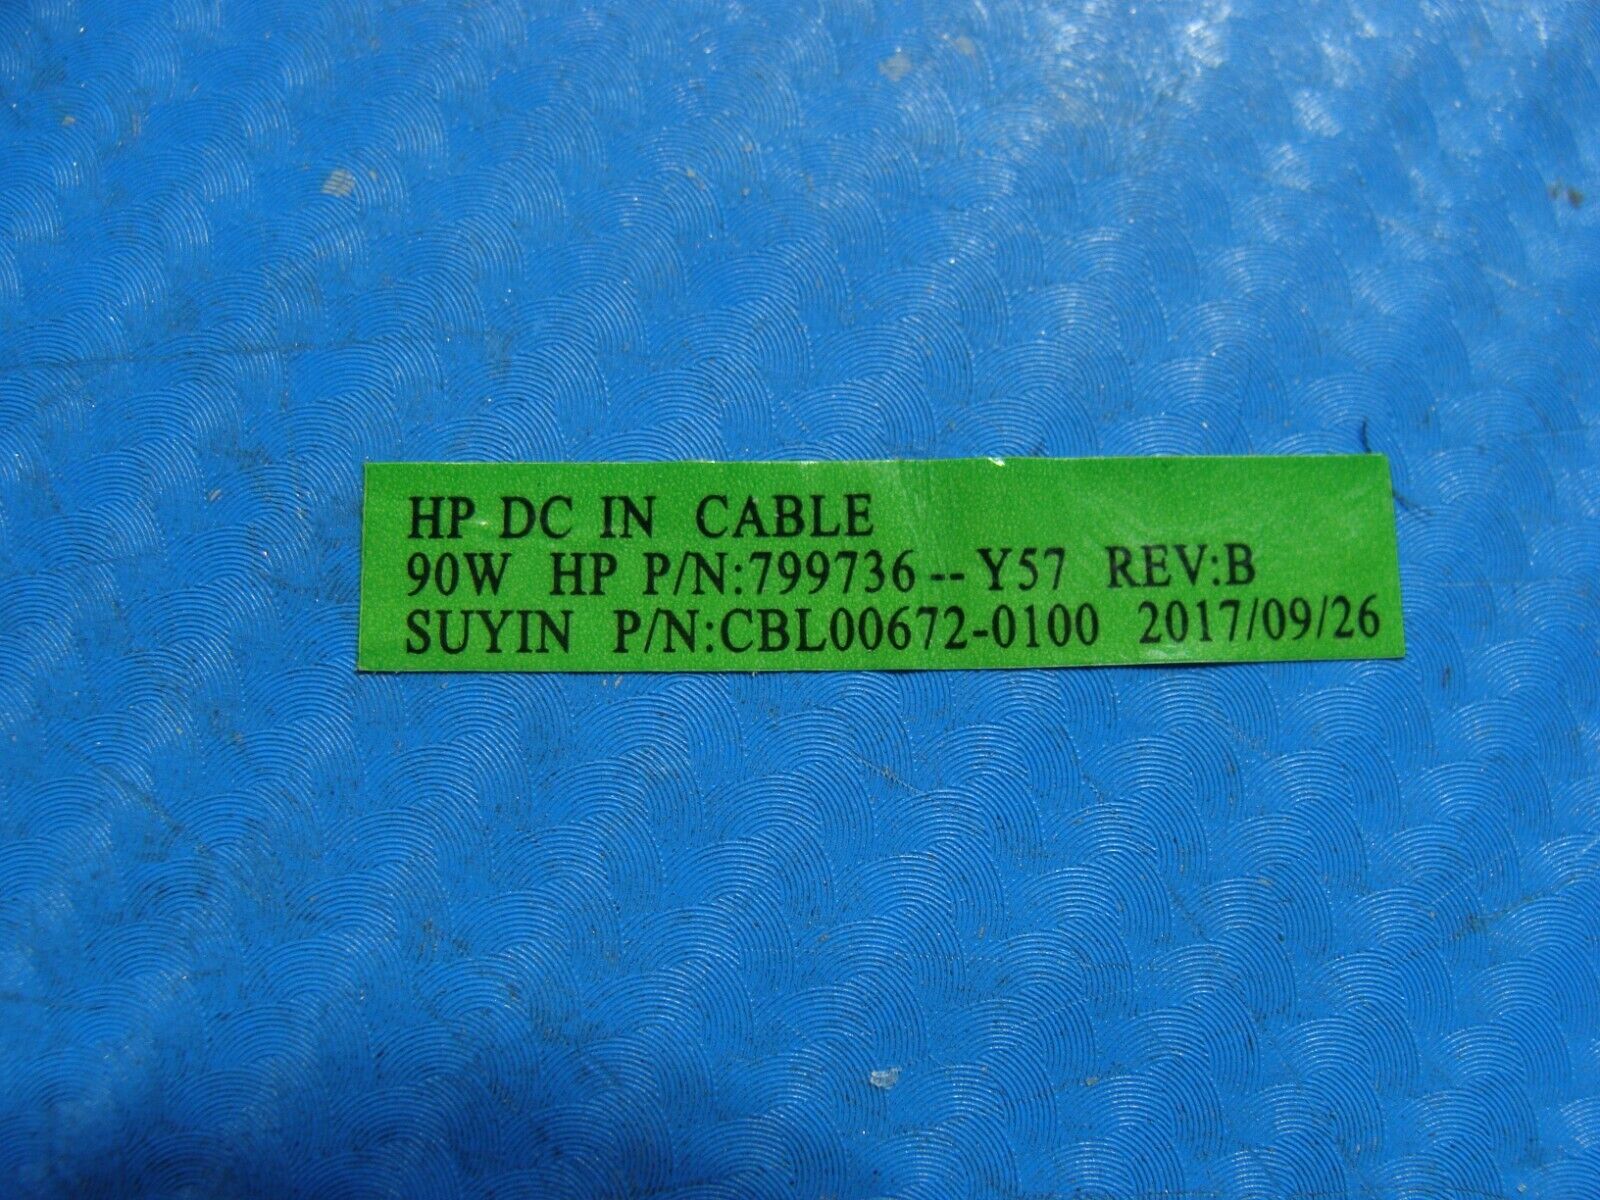 HP DC IN CABLE
90W HP P/N:799736--Y57 REV:B
SUYIN P/N:CBL00672-0100 2017/09/26